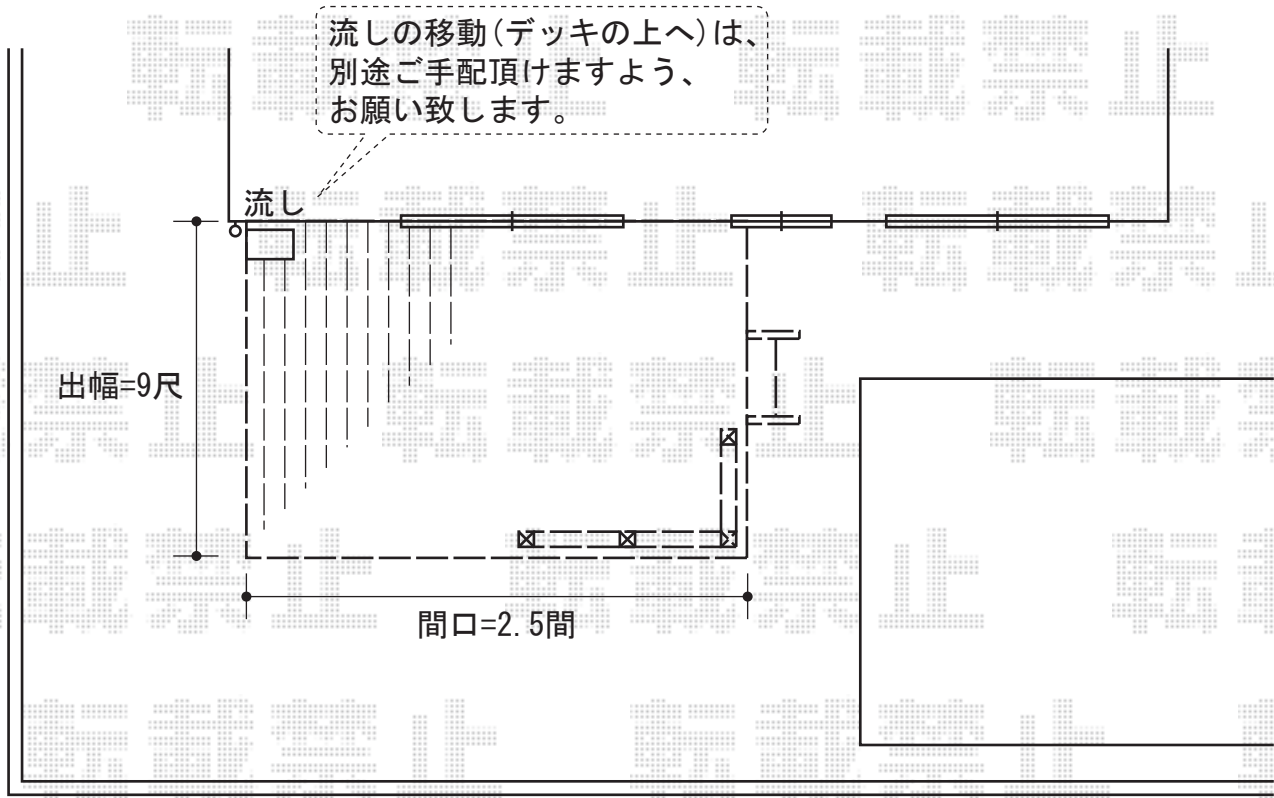 流しの移動(デッキの上へ)は、
別途ご手配頂けますよう、
お願い致します。
流し
出幅=9尺
間口=2.5間
転載禁止